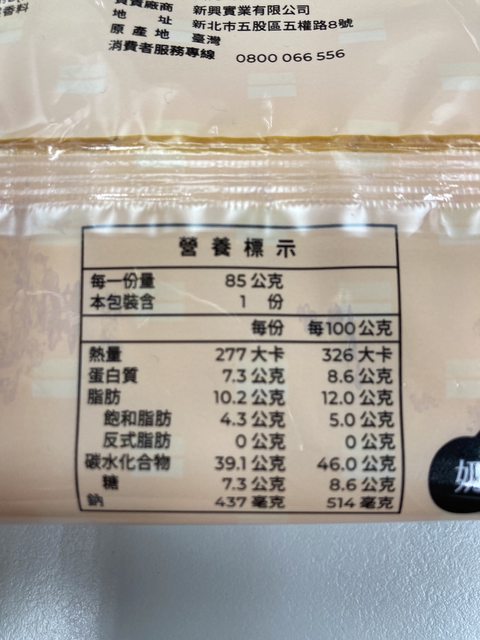 香料
負責廠商 新興實業有限公司
地 址 新北市五股區五權路8號
原產地 臺灣
消費者服務專線 0800 066 556
營養標示
每一份量 85 公克
本包裝含 1 份
每份 每100公克
熱量 277 大卡 326 大卡
蛋白質 7.3 公克 8.6 公克
脂肪 10.2 公克 12.0 公克
飽和脂肪 4.3 公克 5.0 公克
反式脂肪 0 公克 0 公克
碳水化合物 39.1 公克 46.0 公克
糖 7.3 公克 8.6 公克
鈉 437 毫克 514 毫克